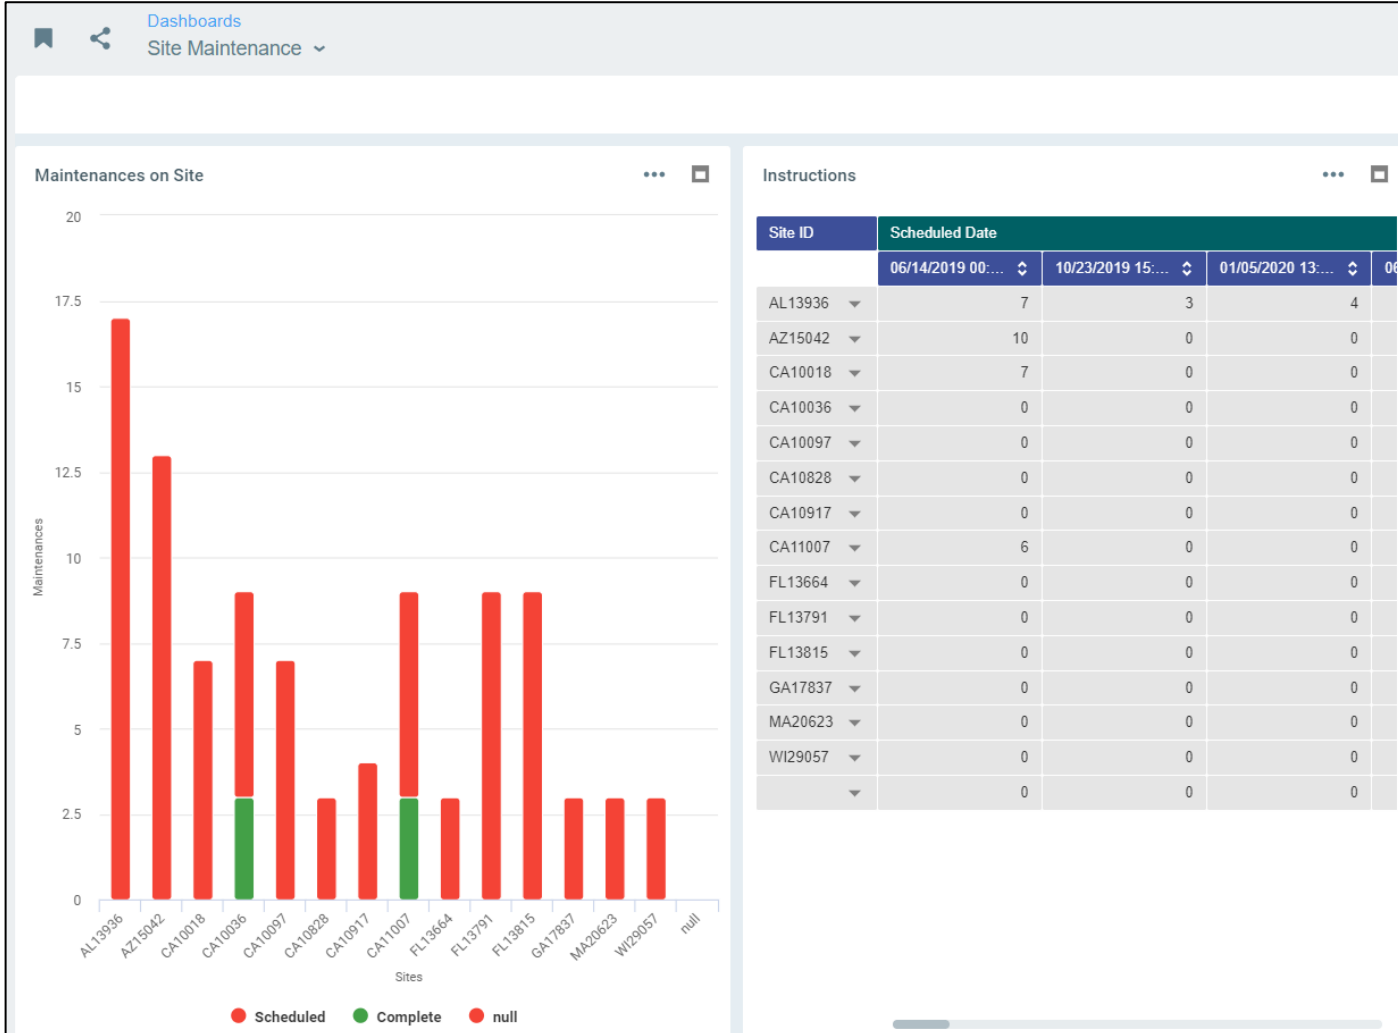 Dashboards
Site Maintenance
Maintenances on Site
20
17.5
15
12.5
10
7.5
5
2.5
0
Maintenances
AL13936 AZ15042 CA10018 CA10036 CA10097 CA10828 CA10917 CA11007 FL13664 FL13791 FL13815 GA17837 MA20623 WI29057 null
Sites
Scheduled Complete null
Instructions
Site ID Scheduled Date
06/14/2019 00:... 10/23/2019 15:... 01/05/2020 13:... 06
AL13936 7 3 4
AZ15042 10 0 0
CA10018 7 0 0
CA10036 0 0 0
CA10097 0 0 0
CA10828 0 0 0
CA10917 0 0 0
CA11007 6 0 0
FL13664 0 0 0
FL13791 0 0 0
FL13815 0 0 0
GA17837 0 0 0
MA20623 0 0 0
WI29057 0 0 0
0 0 0